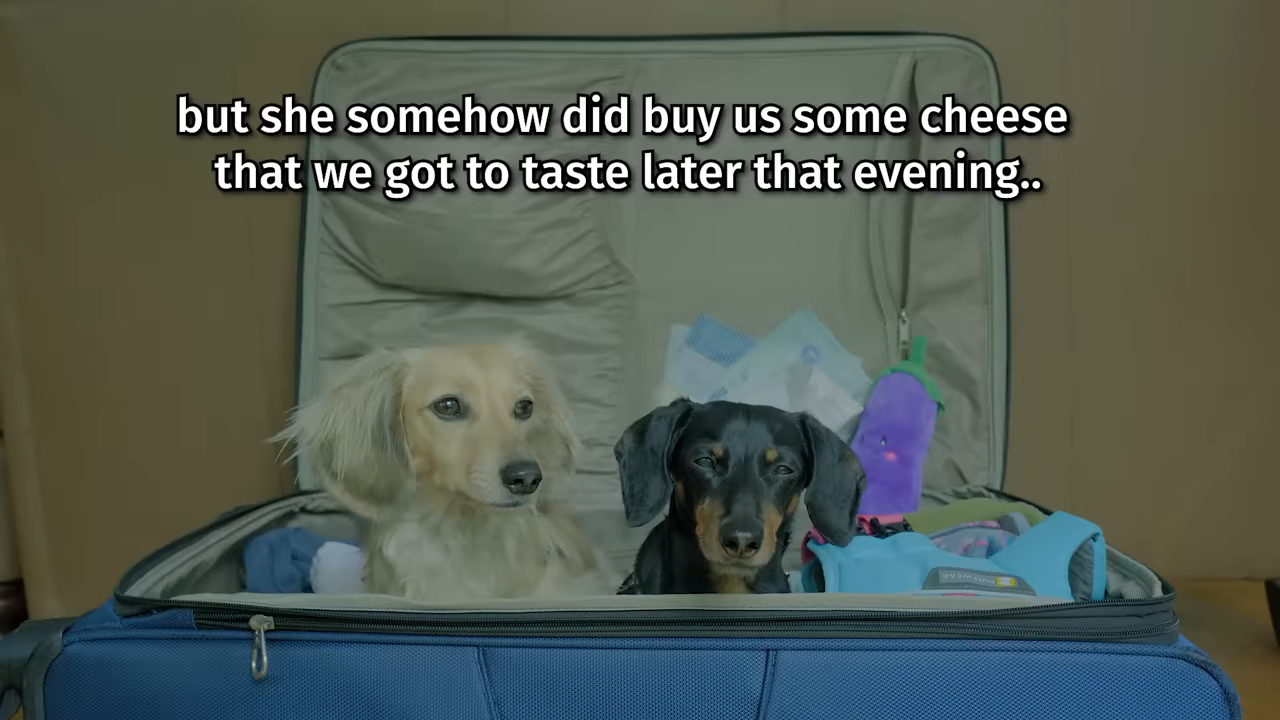 but she somehow did buy us some cheese
that we got to taste later that evening..